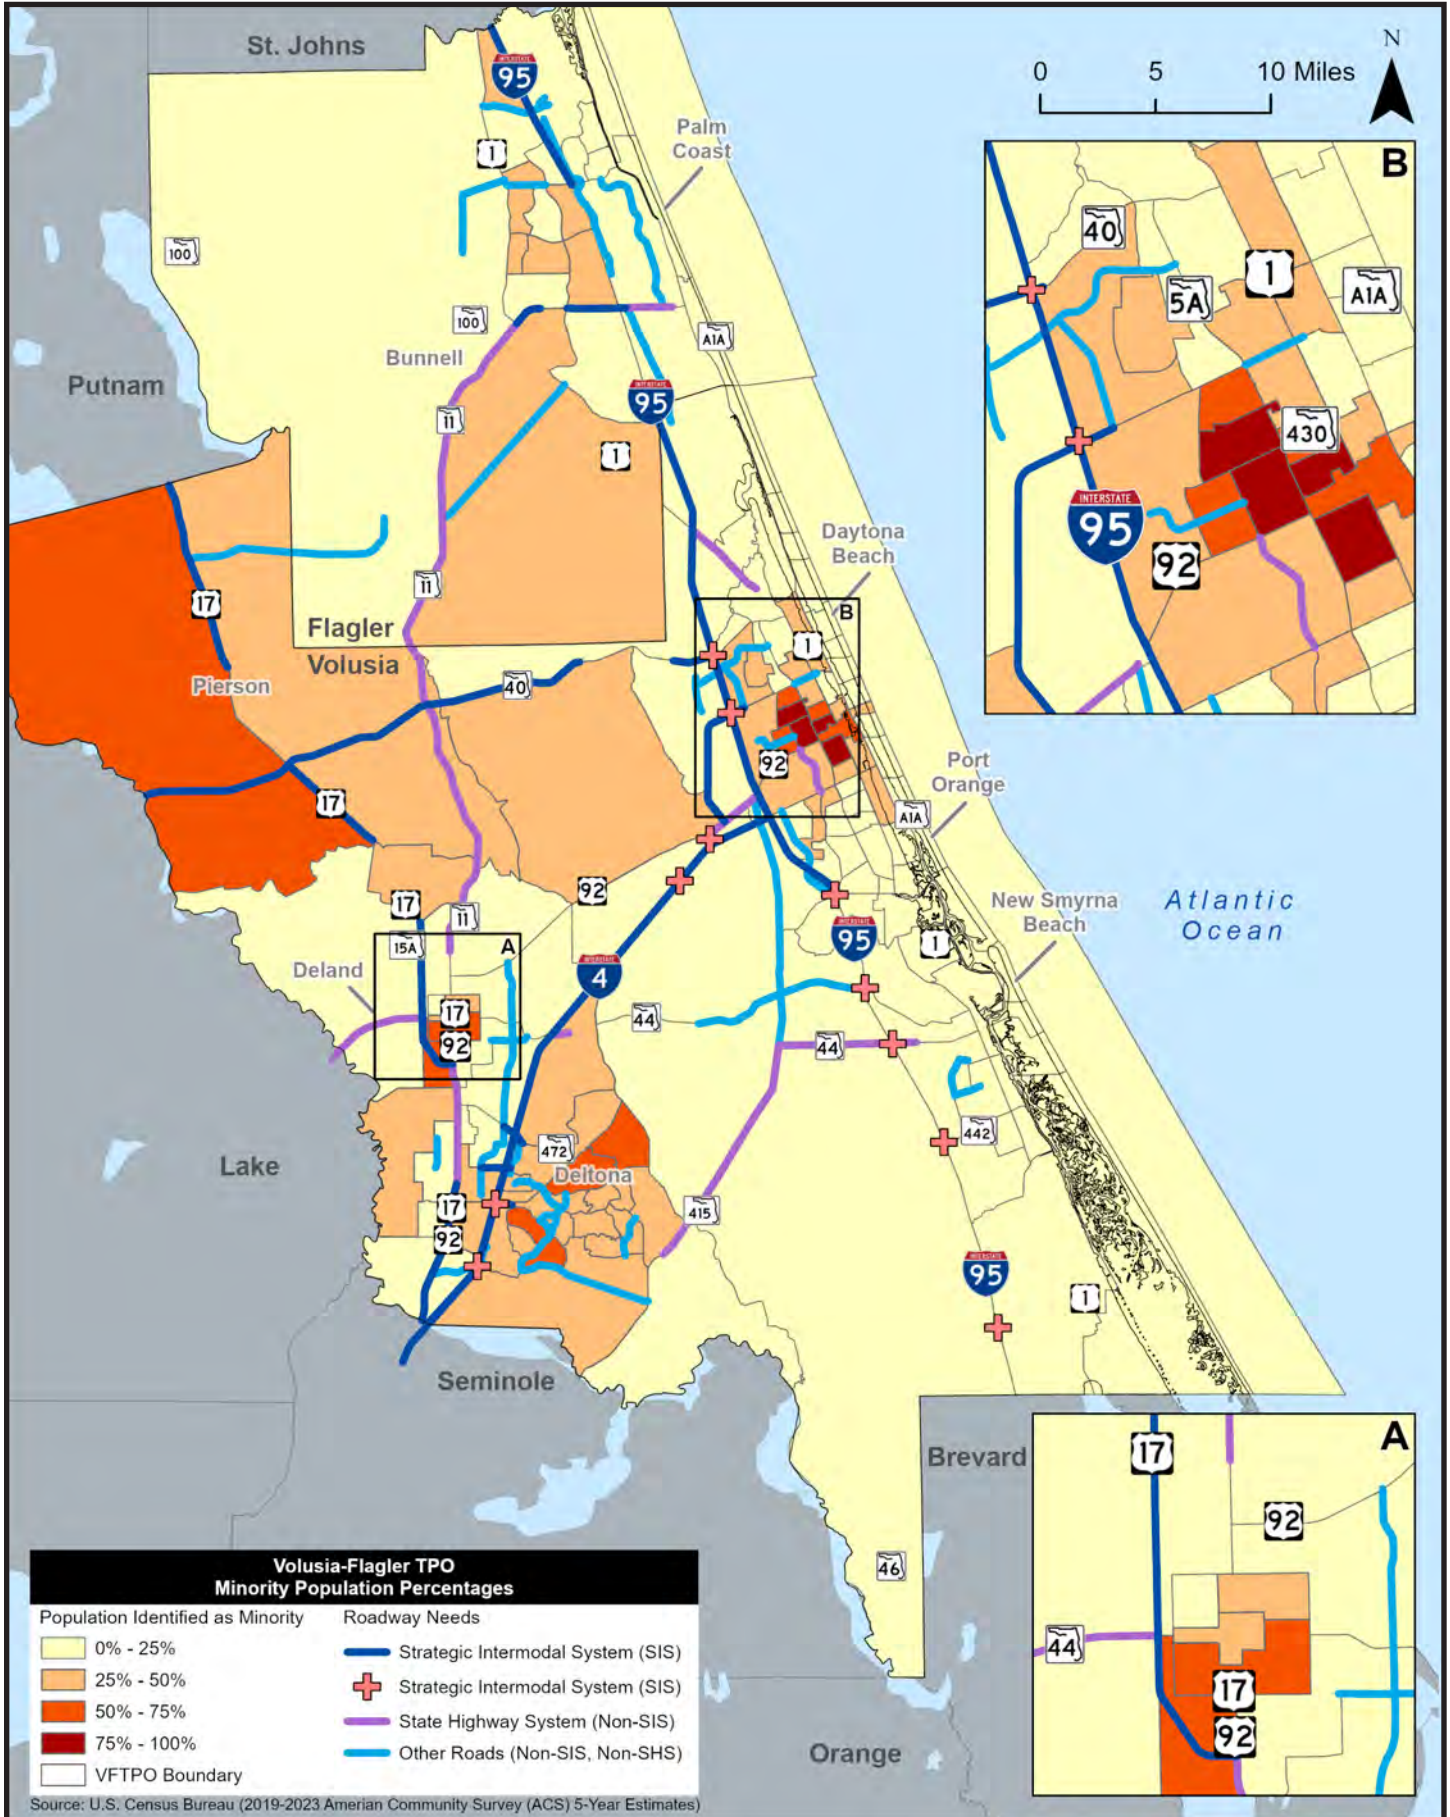 St. Johns
INTERSTATE
95
1
Palm
Coast
0 5 10 Miles
N
B
40
1
5A
A1A
430
INTERSTATE
95
92
100
100
A1A
Bunnell
Putnam
INTERSTATE
95
11
1
Daytona
Beach
11
17
Flagler
Volusia
B
1
Pierson
40
92
Port
Orange
17
A1A
92
17
11
New Smyrna
Beach
Atlantic
Ocean
15A
A
INTERSTATE
95
1
Deland
INTERSTATE
4
17
92
44
44
442
472
Lake
Deltona
17
92
415
INTERSTATE
95
1
Seminole
Brevard
A
17
92
44
17
92
46
Orange
Volusia-Flagler TPO
Minority Population Percentages
Population Identified as Minority
0% - 25%
25% - 50%
50% - 75%
75% - 100%
VFTPO Boundary
Roadway Needs
Strategic Intermodal System (SIS)
Strategic Intermodal System (SIS)
State Highway System (Non-SIS)
Other Roads (Non-SIS, Non-SHS)
Source: U.S. Census Bureau (2019-2023 Amerian Community Survey (ACS) 5-Year Estimates)